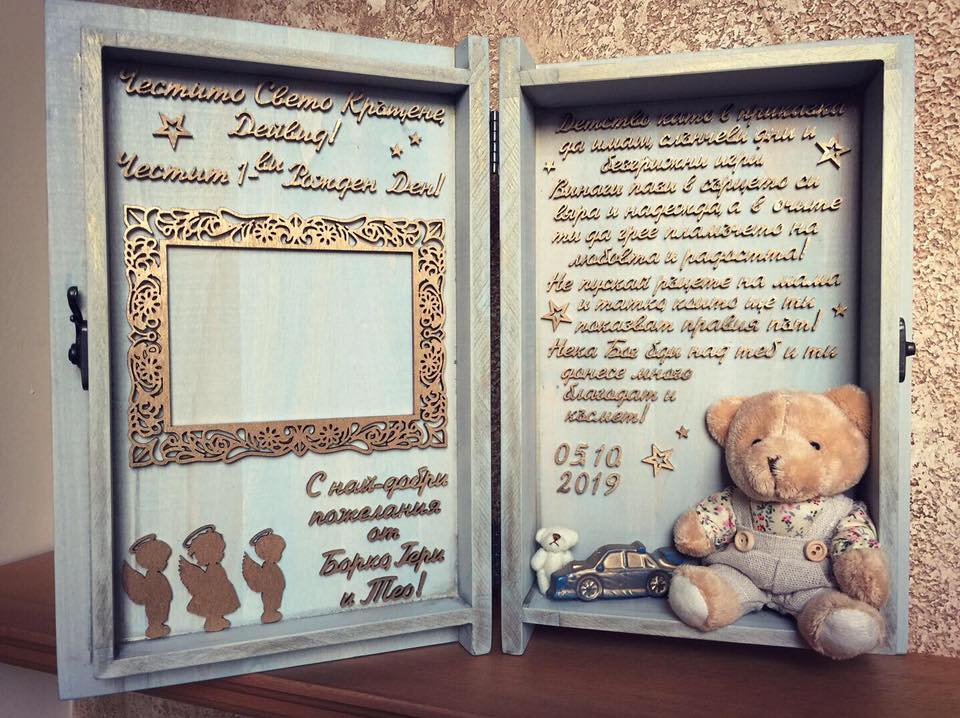 Честито Свето Кръщене,
Дейвид!
Честит 1-ви Рожден Ден!
С най-добри
пожелания
от
Борко, Гери
и Тео!
Детство като в приказки
да имаш, слънчеви дни и
безгрижни игри.
Винаги пази в сърцето си
вяра и надежда, а в очите
ти да грее пламъчето на
любовта и радостта!
Не пускай ръцете на мама
и татко, които ще ти
показват правия път!
Нека Бог бди над теб и ти
донесе много
благодат и
късмет!
05.10.
2019